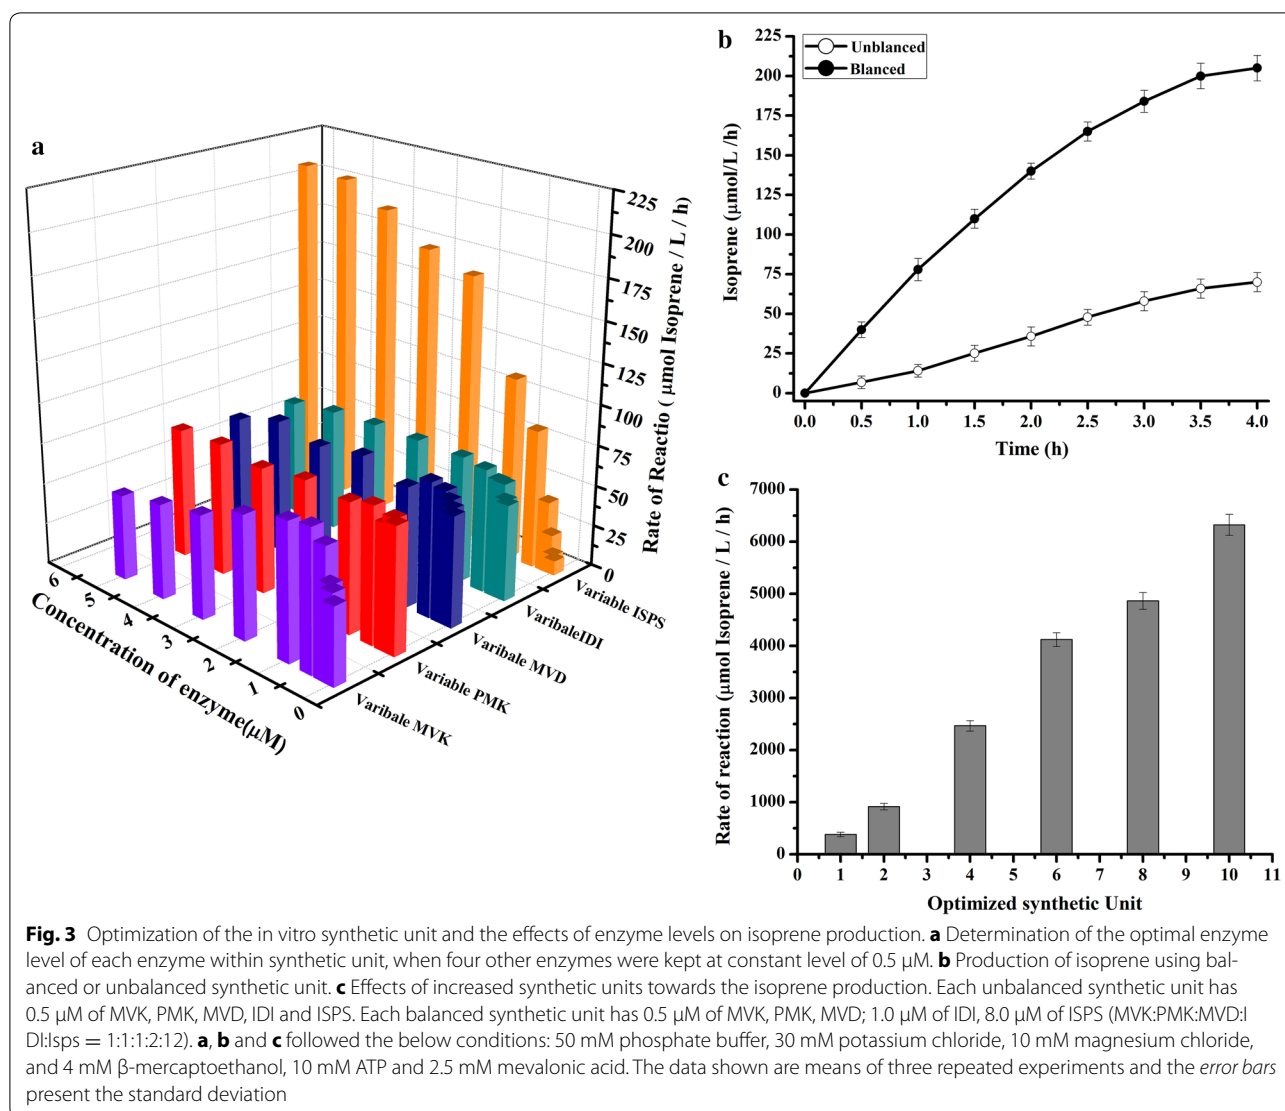 a
225
200
175
150
125
100
75
50
25
0
Rate of Reactio ( μmol Isoprene / L / h)
6
5
4
3
2
1
0
Concentration of enzyme(μM)
Variable ISPS
VaribaleIDI
Varibale MVD
Variable PMK
Varibale MVK
b
Unblanced
Blanced
225
200
175
150
125
100
75
50
25
0
Isoprene (μmol/L /h)
0.0 0.5 1.0 1.5 2.0 2.5 3.0 3.5 4.0
Time (h)
c
7000
6000
5000
4000
3000
2000
1000
0
Rate of reaction (μmol Isoprene / L / h)
0 1 2 3 4 5 6 7 8 9 10 11
Optimized synthetic Unit
Fig. 3 Optimization of the in vitro synthetic unit and the effects of enzyme levels on isoprene production. a Determination of the optimal enzyme
level of each enzyme within synthetic unit, when four other enzymes were kept at constant level of 0.5 μM. b Production of isoprene using bal-
anced or unbalanced synthetic unit. c Effects of increased synthetic units towards the isoprene production. Each unbalanced synthetic unit has
0.5 μM of MVK, PMK, MVD, IDI and ISPS. Each balanced synthetic unit has 0.5 μM of MVK, PMK, MVD; 1.0 μM of IDI, 8.0 μM of ISPS (MVK:PMK:MVD:I
DI:Isps = 1:1:1:2:12). a, b and c followed the below conditions: 50 mM phosphate buffer, 30 mM potassium chloride, 10 mM magnesium chloride,
and 4 mM β-mercaptoethanol, 10 mM ATP and 2.5 mM mevalonic acid. The data shown are means of three repeated experiments and the error bars
present the standard deviation